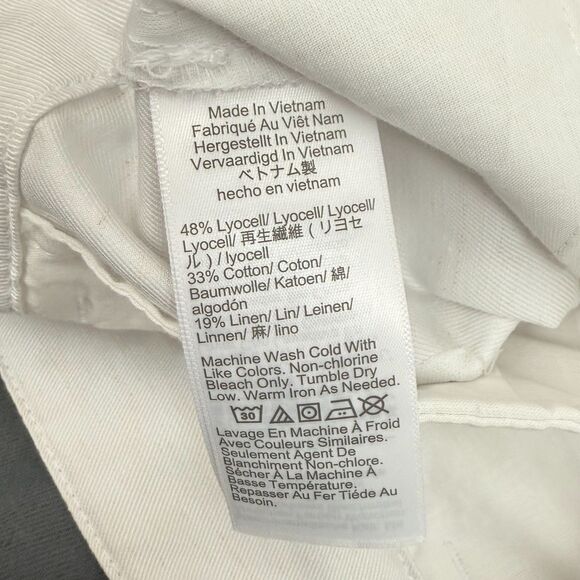 Made In Vietnam
Fabriqué Au Viêt Nam
Hergestellt In Vietnam
Vervaardigd In Vietnam
ベトナム製
hecho en vietnam
48% Lyocell/ Lyocell/ Lyocell/
Lyocell/ 再生繊維 (リヨセ
ル) / lyocell
33% Cotton/ Coton/
Baumwolle/ Katoen/ 綿/
algodón
19% Linen/ Lin/ Leinen/
Linnen/ 麻/ lino
Machine Wash Cold With
Like Colors. Non-chlorine
Bleach Only. Tumble Dry
Low. Warm Iron As Needed.
30
Lavage En Machine À Froid
Avec Couleurs Similaires.
Seulement Agent De
Blanchiment Non-chlore.
Sécher À La Machine À
Basse Température.
Repasser Au Fer Tiéde Au
Besoin.